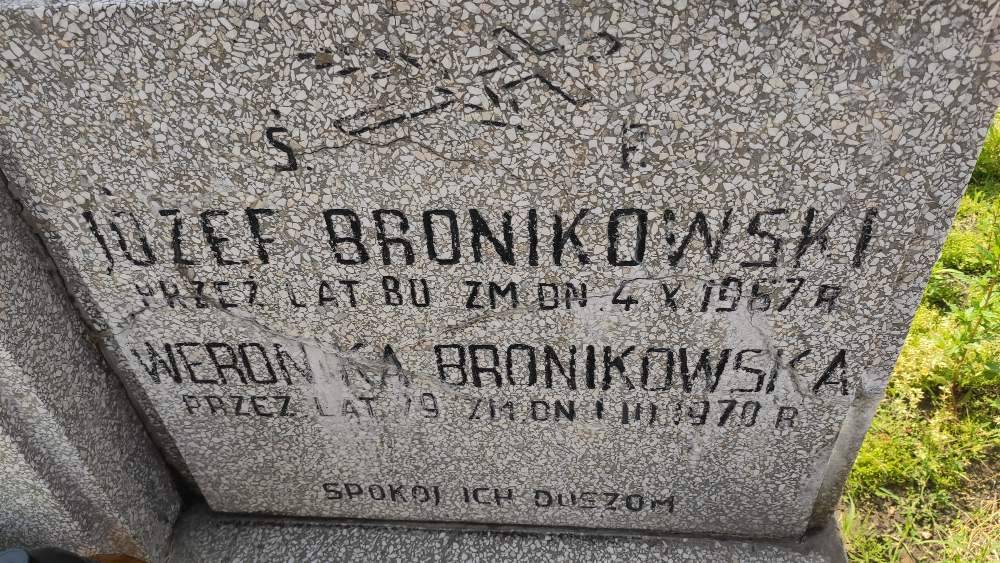 Ś. P.
JÓZEF BRONIKOWSKI
PRZEŻ. LAT 80 ZM. DN. 4 X. 1967 R.
WERONIKA BRONIKOWSKA
PRZEŻ. LAT 79 ZM. DN. 1 III. 1970 R.
SPOKÓJ ICH DUSZOM